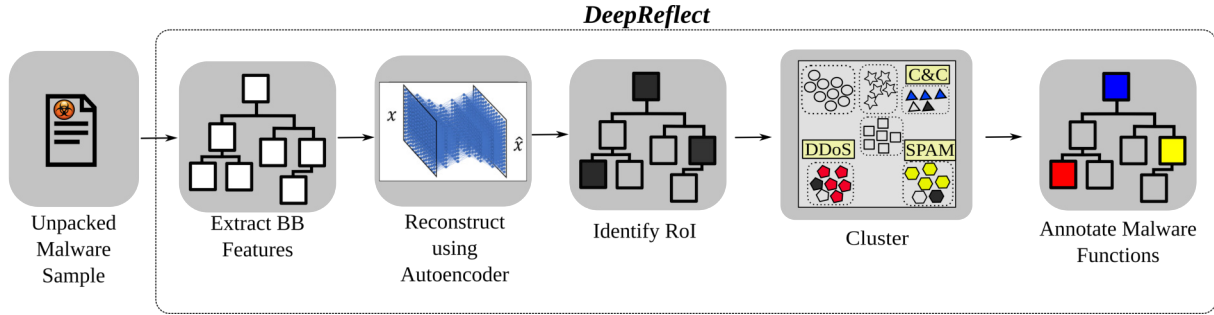 DeepReflect
x
x̂
C&C
DDoS
SPAM
Unpacked
Malware
Sample
Extract BB
Features
Reconstruct
using
Autoencoder
Identify RoI
Cluster
Annotate Malware
Functions